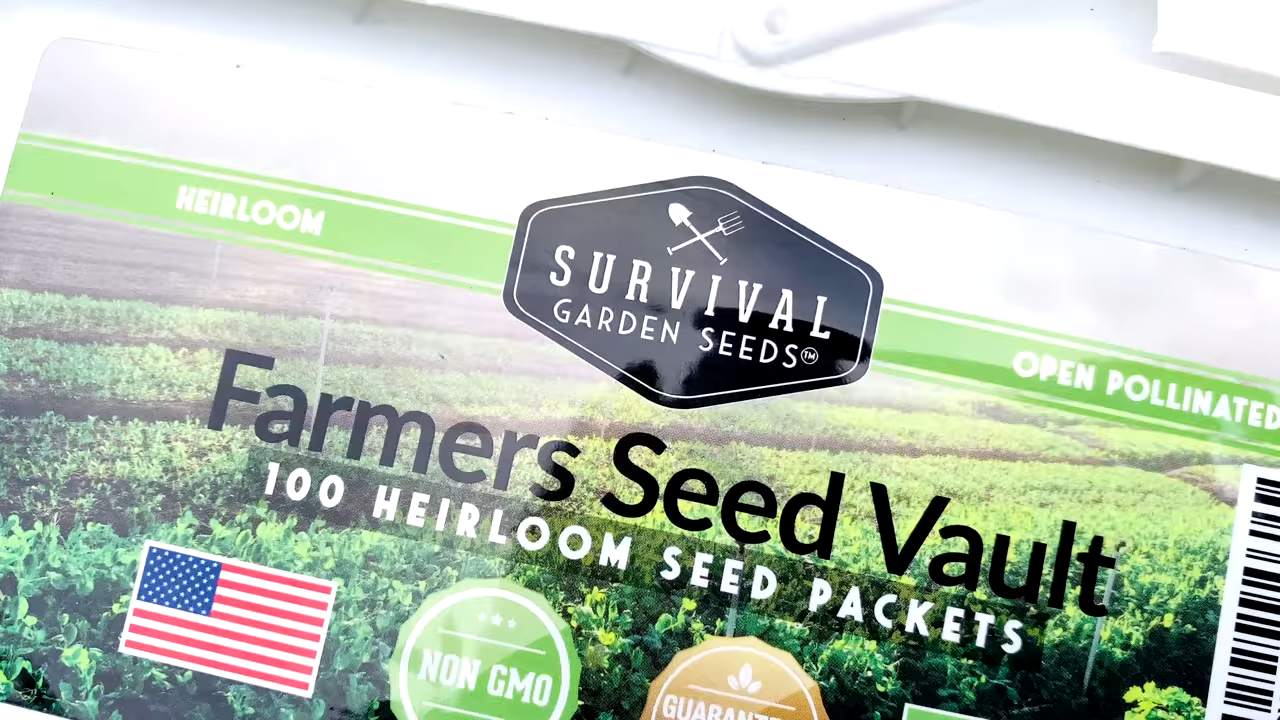 HEIRLOOM
SURVIVAL
GARDEN SEEDS™
OPEN POLLINATED
Farmers Seed Vault
100 HEIRLOOM SEED PACKETS
NON GMO